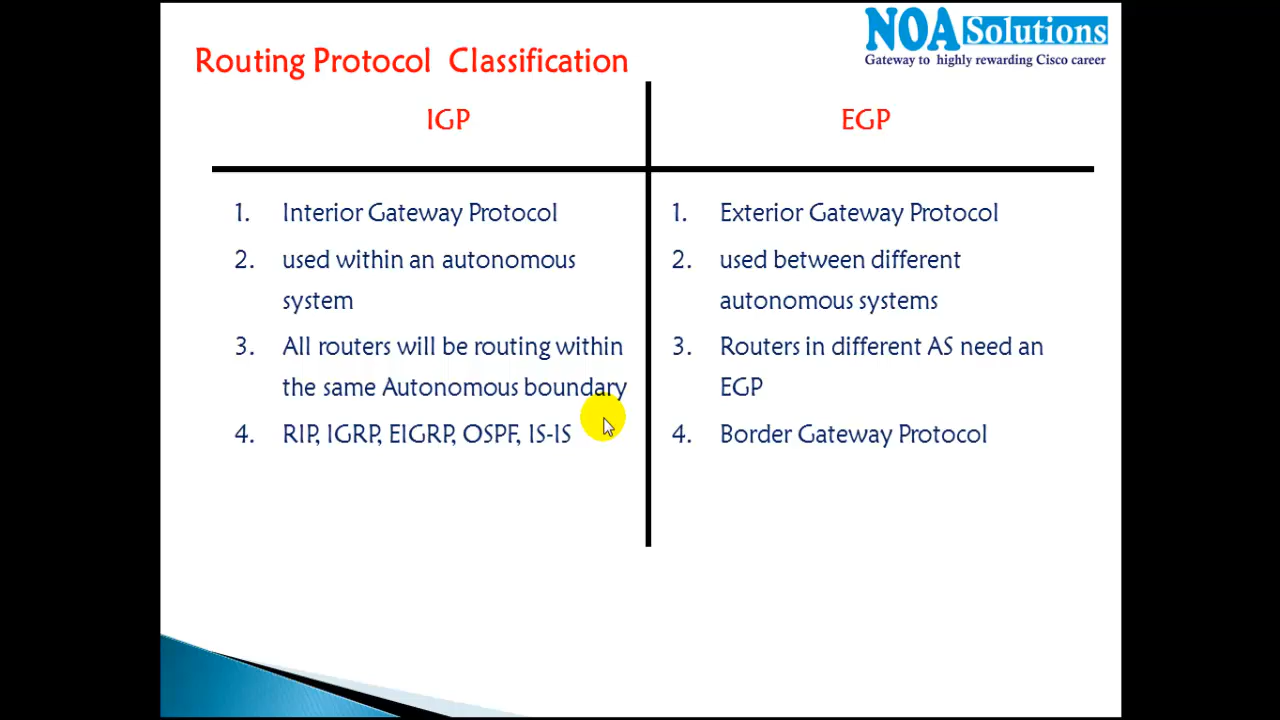 NOA Solutions
Gateway to highly rewarding Cisco career
Routing Protocol Classification
IGP
1. Interior Gateway Protocol
2. used within an autonomous
system
3. All routers will be routing within
the same Autonomous boundary
4. RIP, IGRP, EIGRP, OSPF, IS-IS
EGP
1. Exterior Gateway Protocol
2. used between different
autonomous systems
3. Routers in different AS need an
EGP
4. Border Gateway Protocol